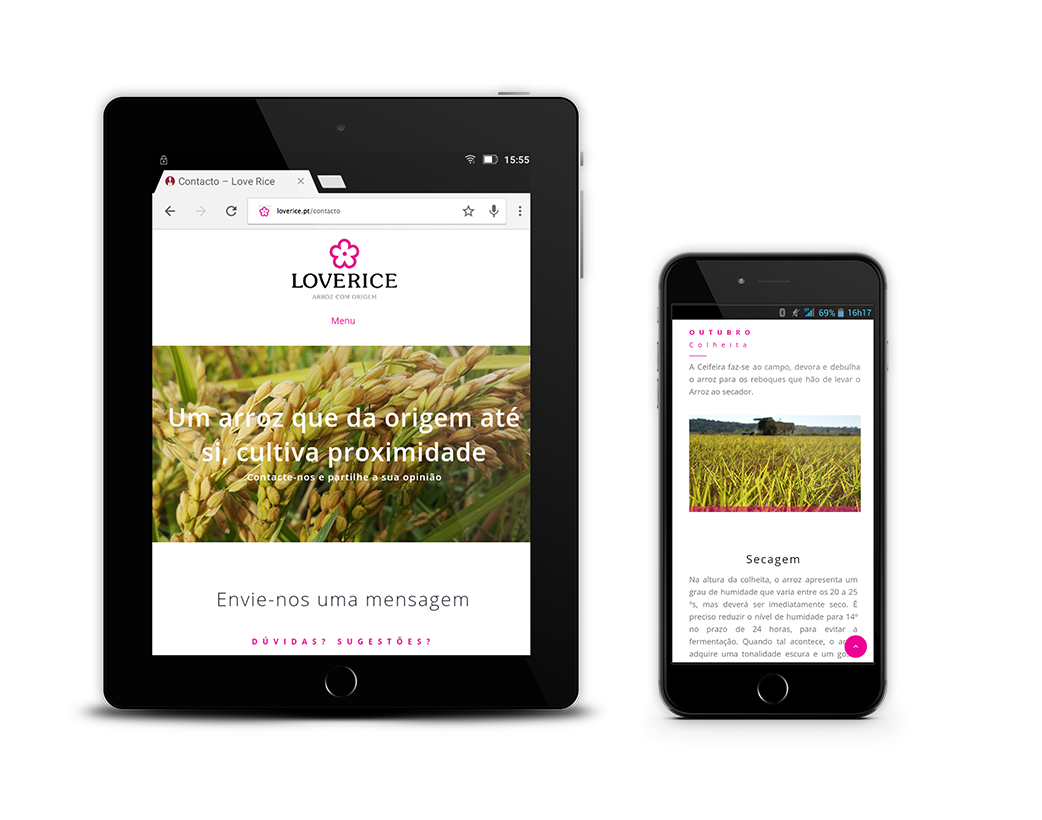 15:55
Contacto – Love Rice
loverice.pt/contacto
LOVERICE
ARROZ COM ORIGEM
Menu
Um arroz que da origem até
si, cultiva proximidade
Contacte-nos e partilhe a sua opinião
Envie-nos uma mensagem
DÚVIDAS? SUGESTÕES?
69% 16h17
OUTUBRO
Colheita
A Ceifeira faz-se ao campo, devora e debulha
o arroz para os reboques que hão de levar o
Arroz ao secador.
Secagem
Na altura da colheita, o arroz apresenta um
grau de humidade que varia entre os 20 a 25
ºs, mas deverá ser imediatamente seco. É
preciso reduzir o nível de humidade para 14º
no prazo de 24 horas, para evitar a
fermentação. Quando tal acontece, o
adquire uma tonalidade escura e um